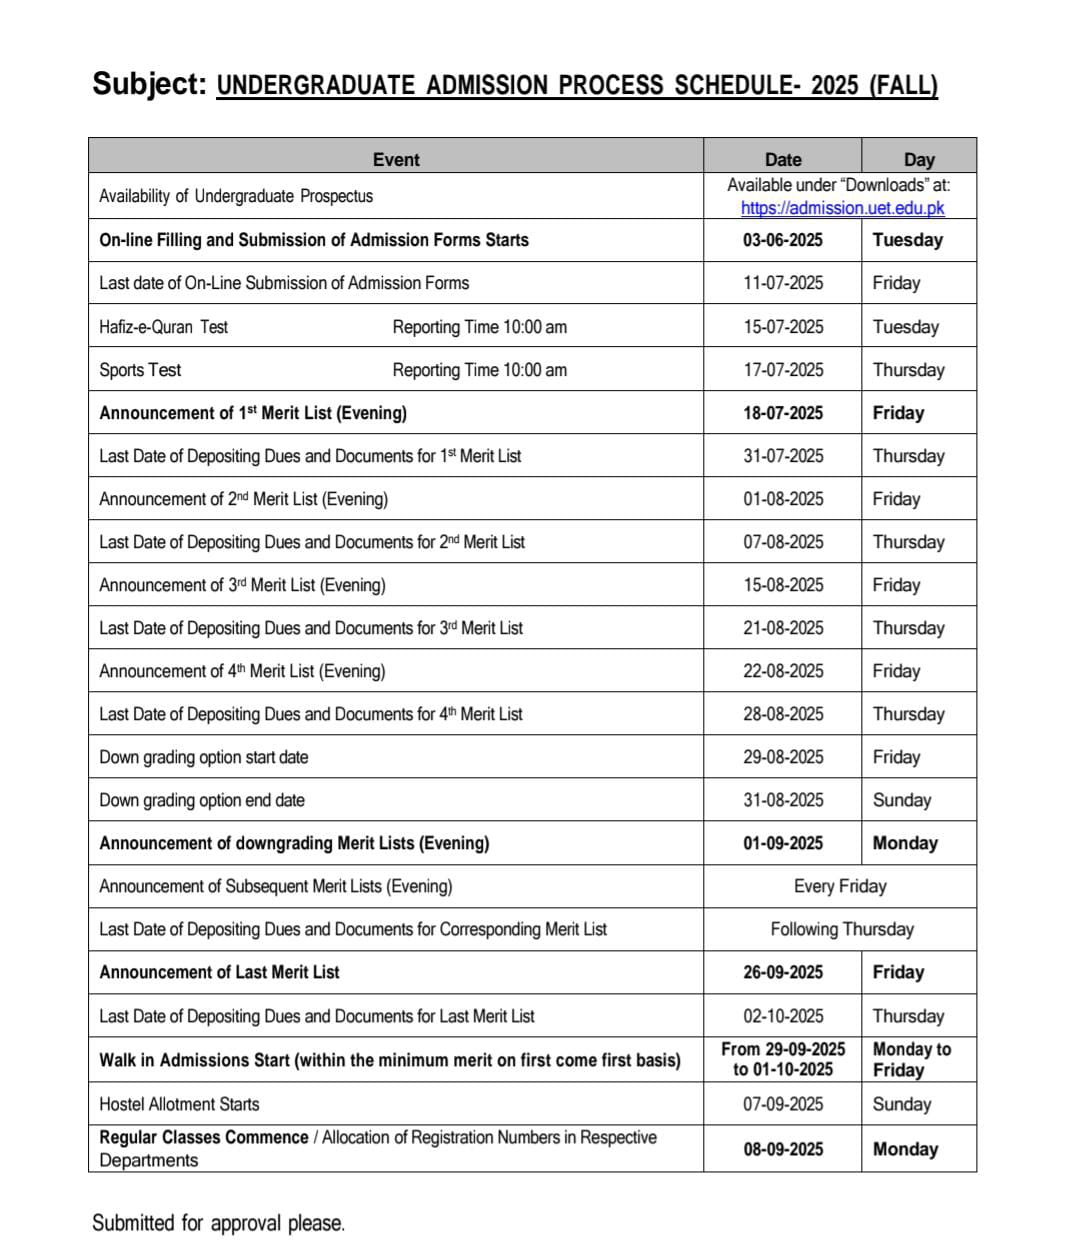 Subject: UNDERGRADUATE ADMISSION PROCESS SCHEDULE- 2025 (FALL)
Event Date Day
Availability of Undergraduate Prospectus Available under “Downloads” at:
https://admission.uet.edu.pk
On-line Filling and Submission of Admission Forms Starts 03-06-2025 Tuesday
Last date of On-Line Submission of Admission Forms 11-07-2025 Friday
Hafiz-e-Quran Test Reporting Time 10:00 am 15-07-2025 Tuesday
Sports Test Reporting Time 10:00 am 17-07-2025 Thursday
Announcement of 1st Merit List (Evening) 18-07-2025 Friday
Last Date of Depositing Dues and Documents for 1st Merit List 31-07-2025 Thursday
Announcement of 2nd Merit List (Evening) 01-08-2025 Friday
Last Date of Depositing Dues and Documents for 2nd Merit List 07-08-2025 Thursday
Announcement of 3rd Merit List (Evening) 15-08-2025 Friday
Last Date of Depositing Dues and Documents for 3rd Merit List 21-08-2025 Thursday
Announcement of 4th Merit List (Evening) 22-08-2025 Friday
Last Date of Depositing Dues and Documents for 4th Merit List 28-08-2025 Thursday
Down grading option start date 29-08-2025 Friday
Down grading option end date 31-08-2025 Sunday
Announcement of downgrading Merit Lists (Evening) 01-09-2025 Monday
Announcement of Subsequent Merit Lists (Evening) Every Friday
Last Date of Depositing Dues and Documents for Corresponding Merit List Following Thursday
Announcement of Last Merit List 26-09-2025 Friday
Last Date of Depositing Dues and Documents for Last Merit List 02-10-2025 Thursday
Walk in Admissions Start (within the minimum merit on first come first basis) From 29-09-2025 Monday to
to 01-10-2025 Friday
Hostel Allotment Starts 07-09-2025 Sunday
Regular Classes Commence / Allocation of Registration Numbers in Respective
Departments 08-09-2025 Monday
Submitted for approval please.